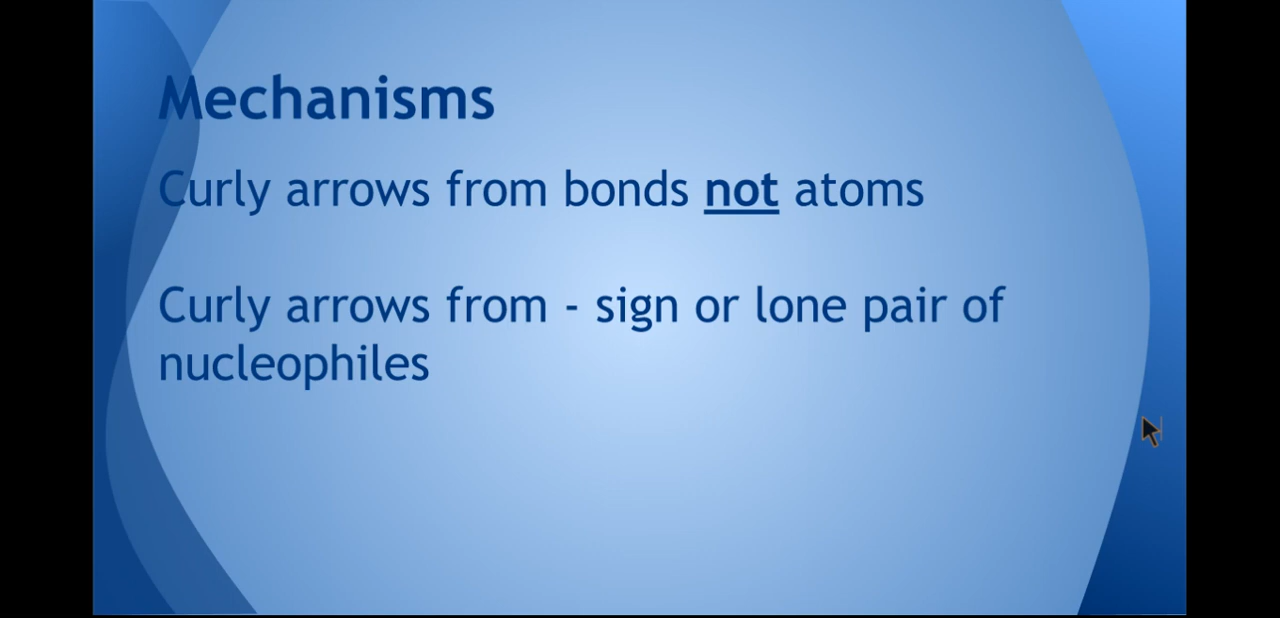 Mechanisms
Curly arrows from bonds not atoms
Curly arrows from - sign or lone pair of
nucleophiles